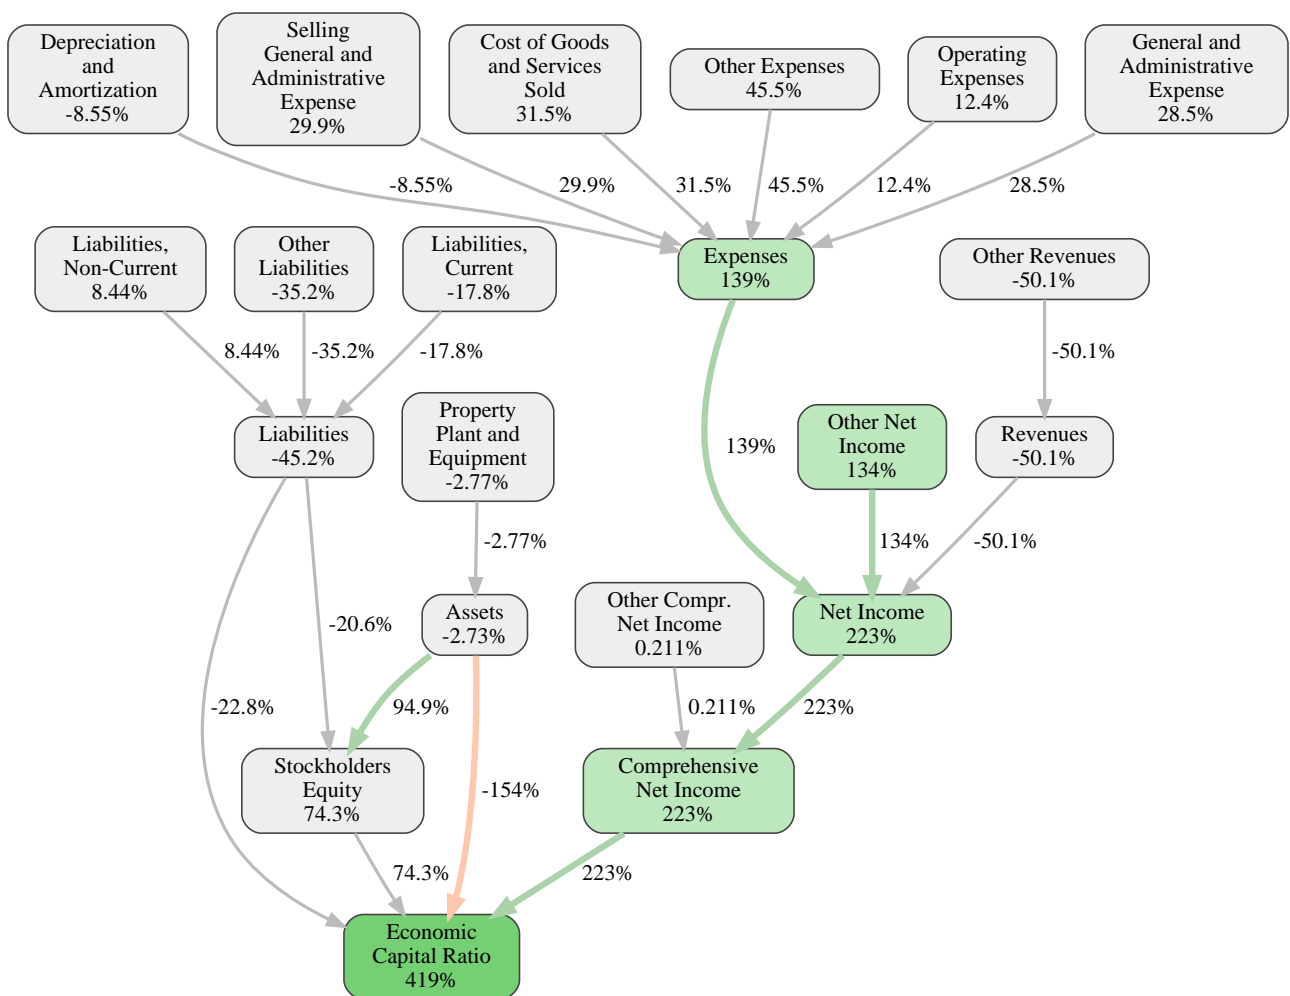 Depreciation
and
Amortization
-8.55%
Selling
General and
Administrative
Expense
29.9%
Cost of Goods
and Services
Sold
31.5%
Other Expenses
45.5%
Operating
Expenses
12.4%
General and
Administrative
Expense
28.5%
-8.55%
29.9%
31.5%
45.5%
12.4%
28.5%
Liabilities,
Non-Current
8.44%
Other
Liabilities
-35.2%
Liabilities,
Current
-17.8%
Expenses
139%
Other Revenues
-50.1%
8.44%
-35.2%
-17.8%
-50.1%
Liabilities
-45.2%
Property
Plant and
Equipment
-2.77%
139%
Other Net
Income
134%
Revenues
-50.1%
-2.77%
134%
-50.1%
-20.6%
Assets
-2.73%
Other Compr.
Net Income
0.211%
Net Income
223%
-22.8%
94.9%
0.211%
223%
Stockholders
Equity
74.3%
-154%
Comprehensive
Net Income
223%
74.3%
223%
Economic
Capital Ratio
419%